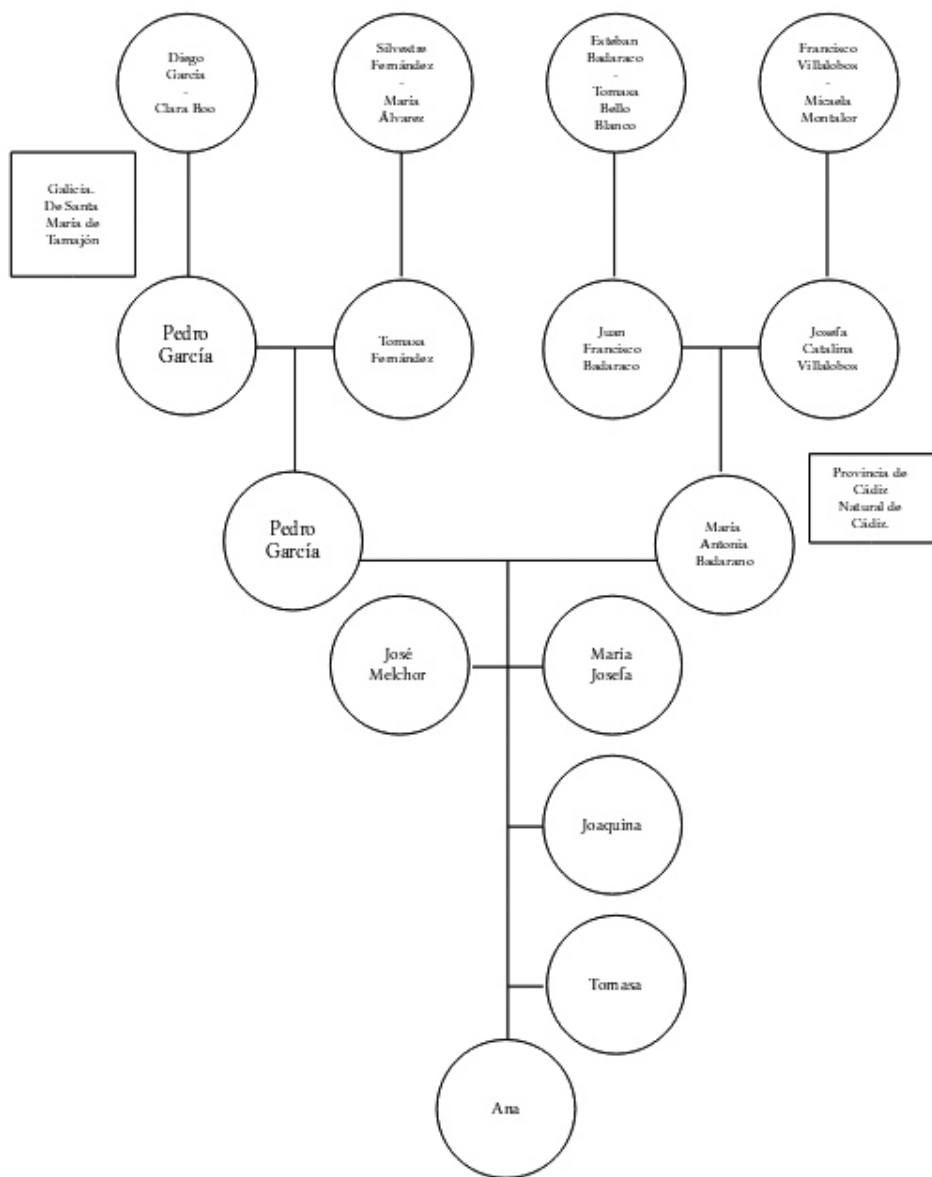 Diego
García
-
Clara Boo
Silvestre
Fernández
-
María
Álvarez
Esteban
Badaraco
-
Tomasa
Bello
Blanco
Francisco
Villalobos
-
Micaela
Montalor
Galicia.
De Santa
María de
Tamajón
Pedro
García
Tomasa
Fernández
Juan
Francisco
Badaraco
Josefa
Catalina
Villalobos
Pedro
García
María
Antonia
Badarano
Provincia de
Cádiz
Natural de
Cádiz.
José
Melchor
María
Josefa
Joaquina
Tomasa
Ana